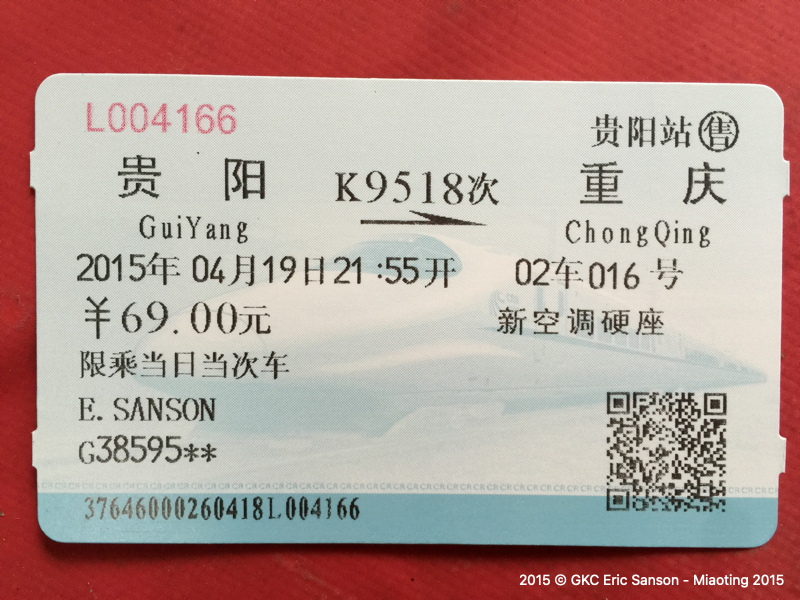 L004166
贵阳站 售
贵阳 K9518次 重庆
GuiYang ChongQing
2015年 04月19日21:55开 02车016号
¥69.00元 新空调硬座
限乘当日当次车
E. SANSON
G38595**
37646000260418L004166
2015 © GKC Eric Sanson - Miaoting 2015